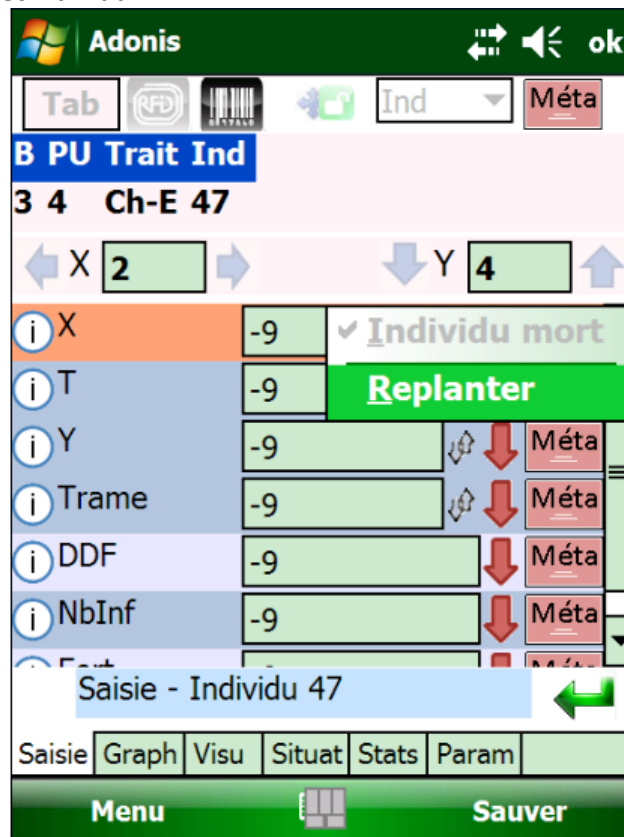 Adonis ok
Tab RFID Ind Méta
B PU Trait Ind
3 4 Ch-E 47
X 2 Y 4
i X -9 Individu mort
i T -9 Replanter
i Y -9 Méta
i Trame -9 Méta
i DDF -9 Méta
i NbInf -9 Méta
Saisie - Individu 47
Saisie Graph Visu Situat Stats Param
Menu Sauver